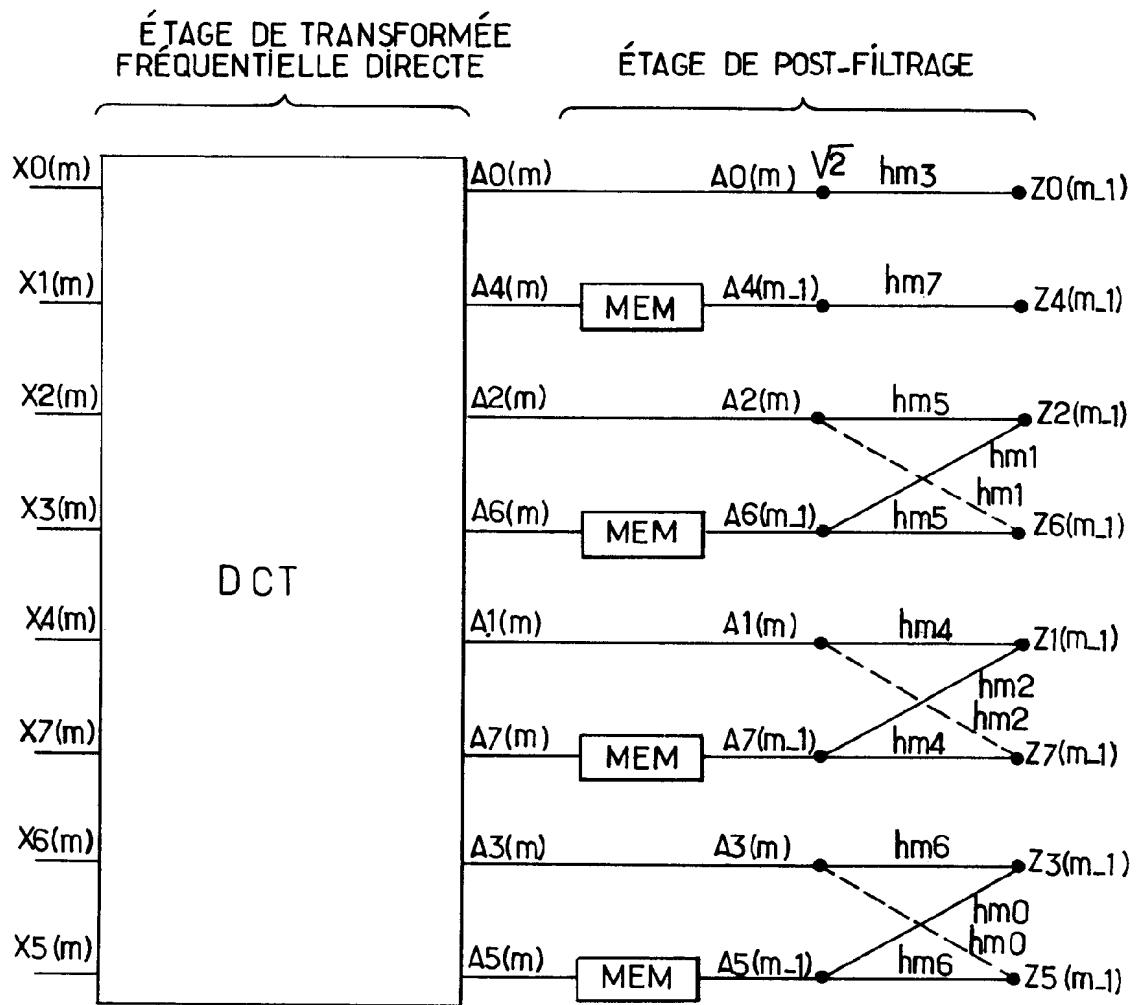 ÉTAGE DE TRANSFORMÉE
FRÉQUENTIELLE DIRECTE
ÉTAGE DE POST-FILTRAGE
X0(m) A0(m) A0(m) √2 hm3 Z0(m_1)
X1(m) A4(m) MEM A4(m_1) hm7 Z4(m_1)
X2(m) A2(m) A2(m) hm5 Z2(m_1)
hm1
hm1
X3(m) A6(m) MEM A6(m_1) hm5 Z6(m_1)
DCT
X4(m) A1(m) A1(m) hm4 Z1(m_1)
hm2
hm2
X7(m) A7(m) MEM A7(m_1) hm4 Z7(m_1)
X6(m) A3(m) A3(m) hm6 Z3(m_1)
hm0
hm0
X5(m) A5(m) MEM A5(m_1) hm6 Z5(m_1)